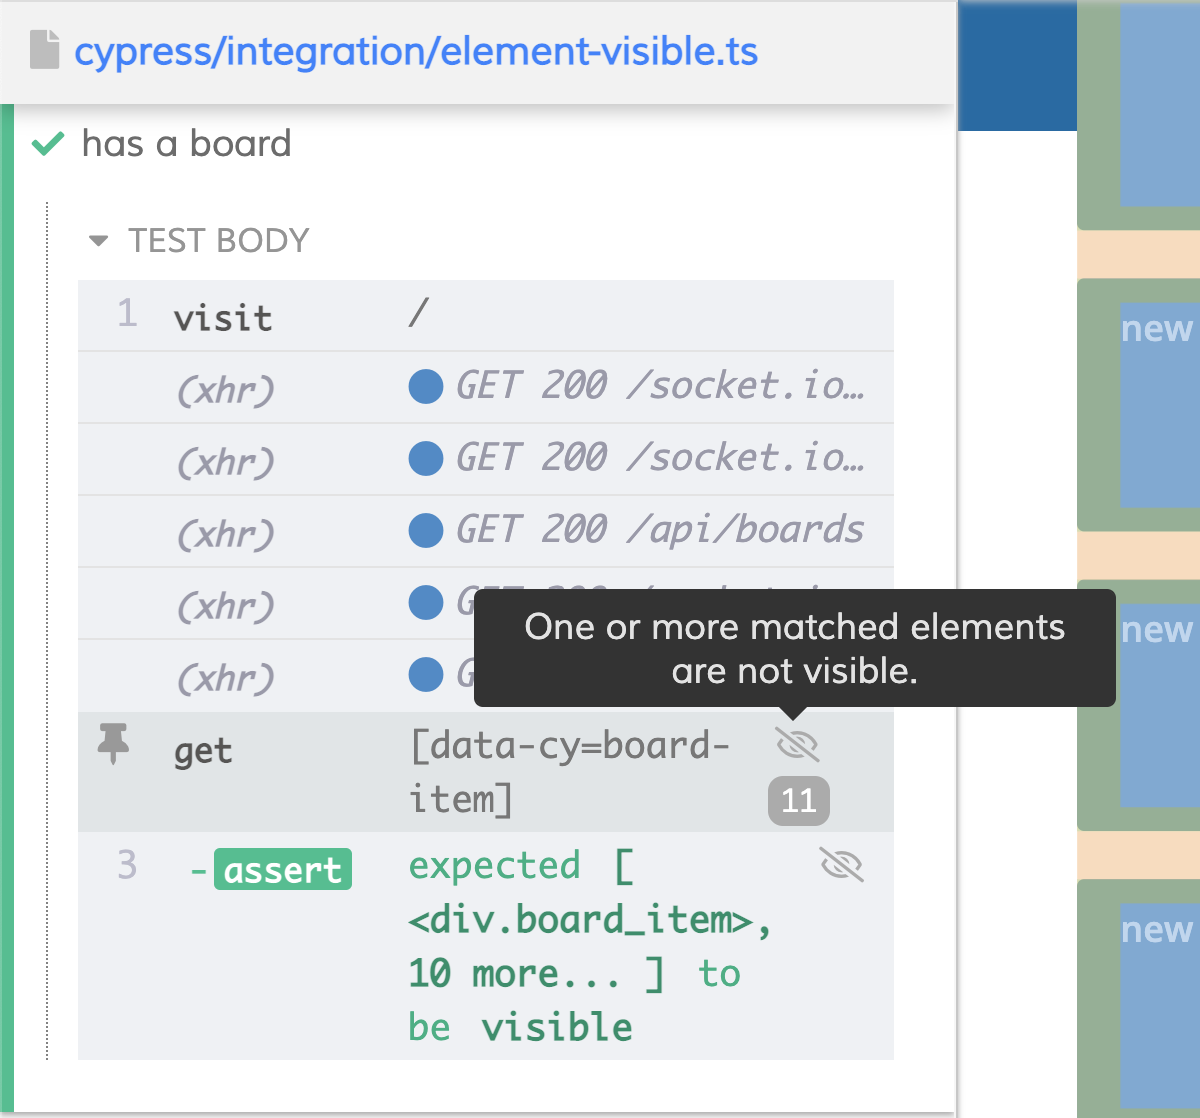 cypress/integration/element-visible.ts
has a board
TEST BODY
1 visit /
(xhr) GET 200 /socket.io…
(xhr) GET 200 /socket.io…
(xhr) GET 200 /api/boards
(xhr)
(xhr)
One or more matched elements
are not visible.
get [data-cy=board-
item] 11
3 -assert expected [
<div.board_item>,
10 more... ] to
be visible
new
new
new